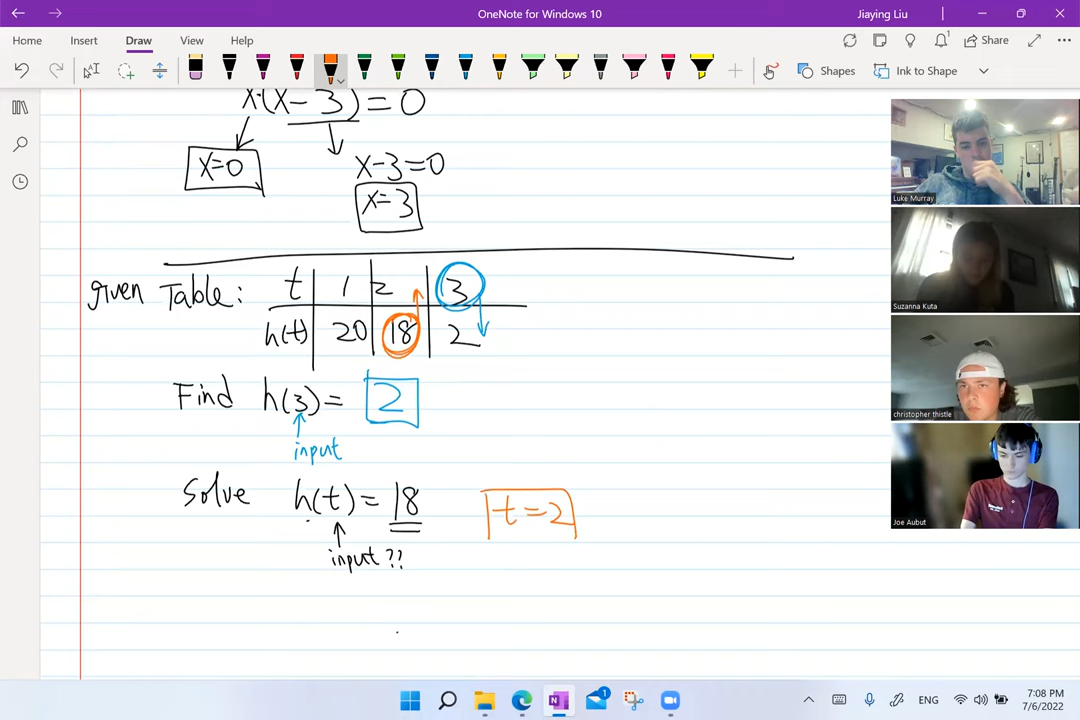 OneNote for Windows 10
Jiaying Liu
Home Insert Draw View Help
Share
Shapes
Ink to Shape
x·(x-3)=0
x=0
x-3=0
x=3
given Table: t 1 2 3
h(t) 20 18 2
Find h(3)= 2
input
Solve h(t)=18 t=2
input??
Luke Murray
Suzanna Kuta
christopher thistle
Joe Aubut
1
ENG
7:08 PM
7/6/2022